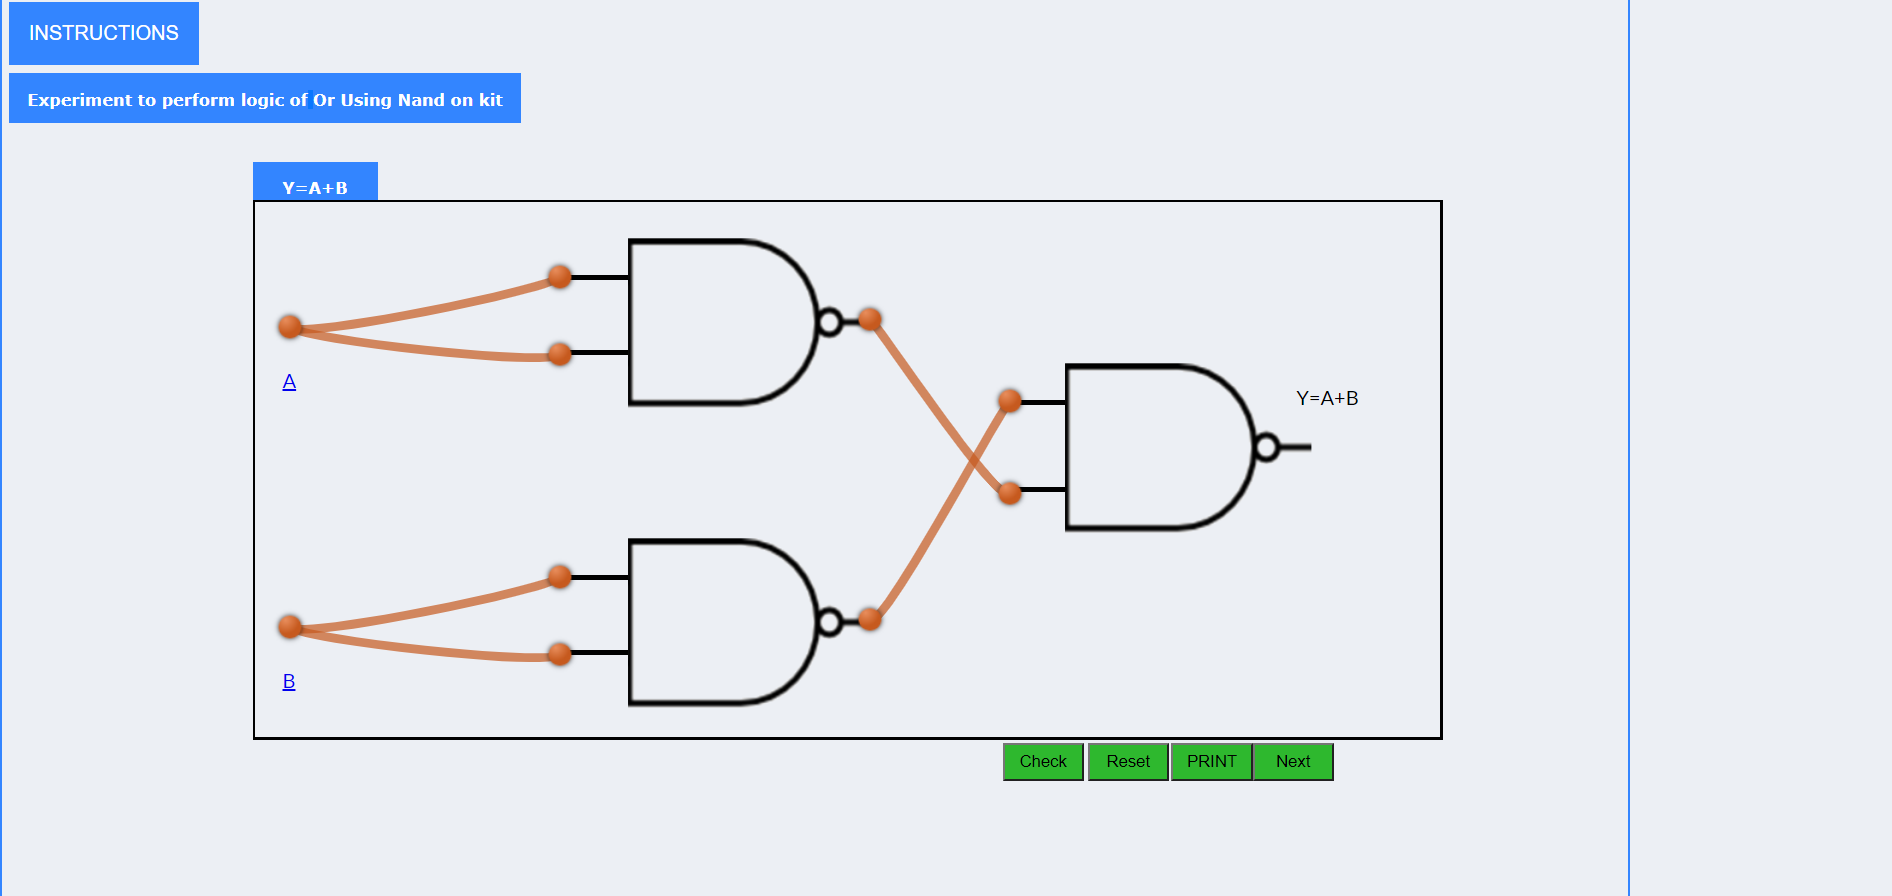 INSTRUCTIONS
Experiment to perform logic of Or Using Nand on kit
Y=A+B
A
Y=A+B
B
Check Reset PRINT Next